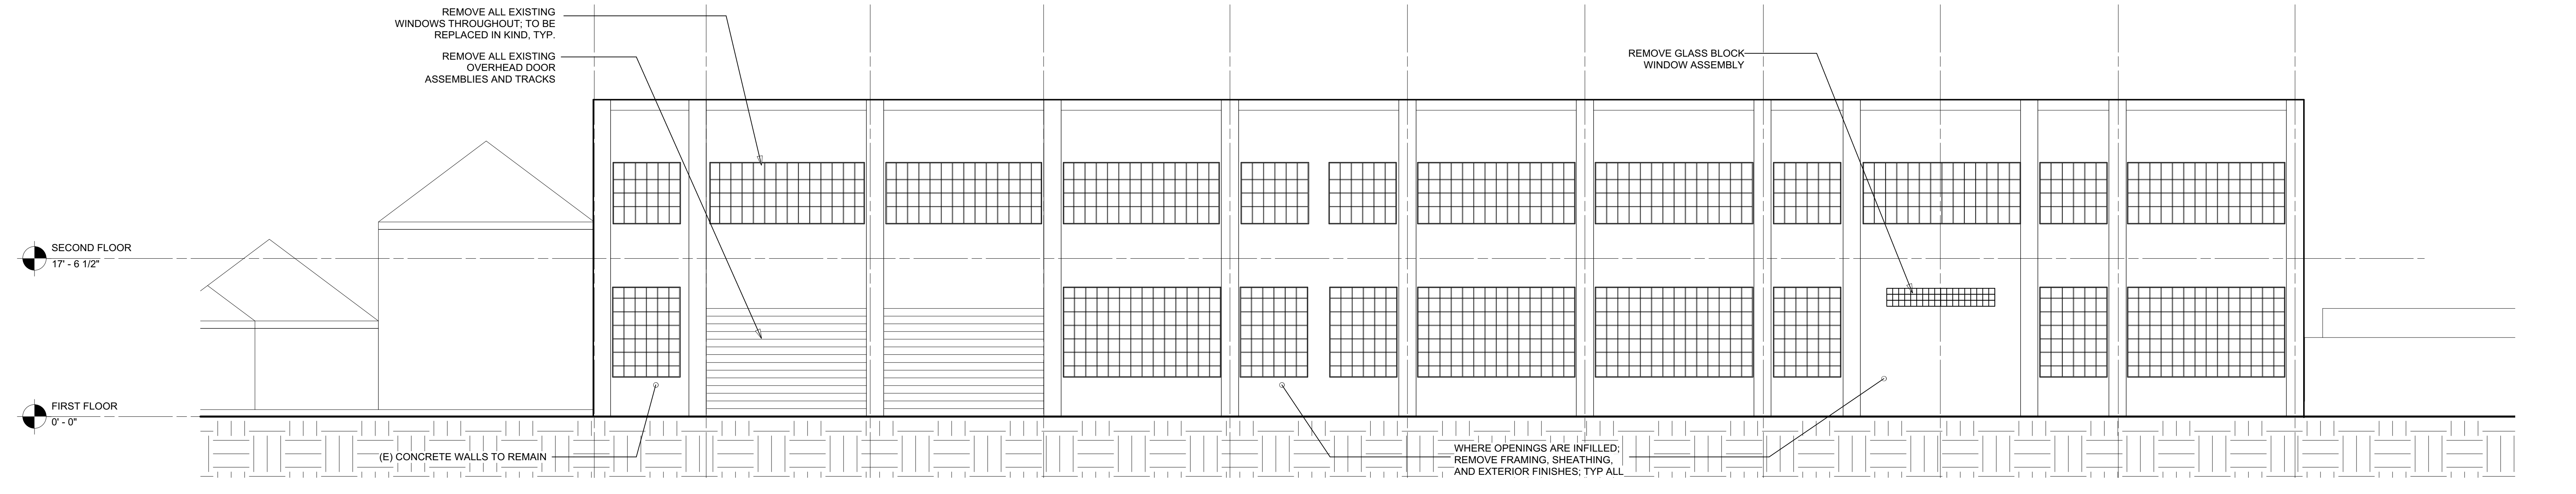 REMOVE ALL EXISTING
WINDOWS THROUGHOUT; TO BE
REPLACED IN KIND, TYP.
REMOVE ALL EXISTING
OVERHEAD DOOR
ASSEMBLIES AND TRACKS
REMOVE GLASS BLOCK
WINDOW ASSEMBLY
SECOND FLOOR
17' - 6 1/2"
FIRST FLOOR
0' - 0"
(E) CONCRETE WALLS TO REMAIN
WHERE OPENINGS ARE INFILLED;
REMOVE FRAMING, SHEATHING,
AND EXTERIOR FINISHES; TYP ALL